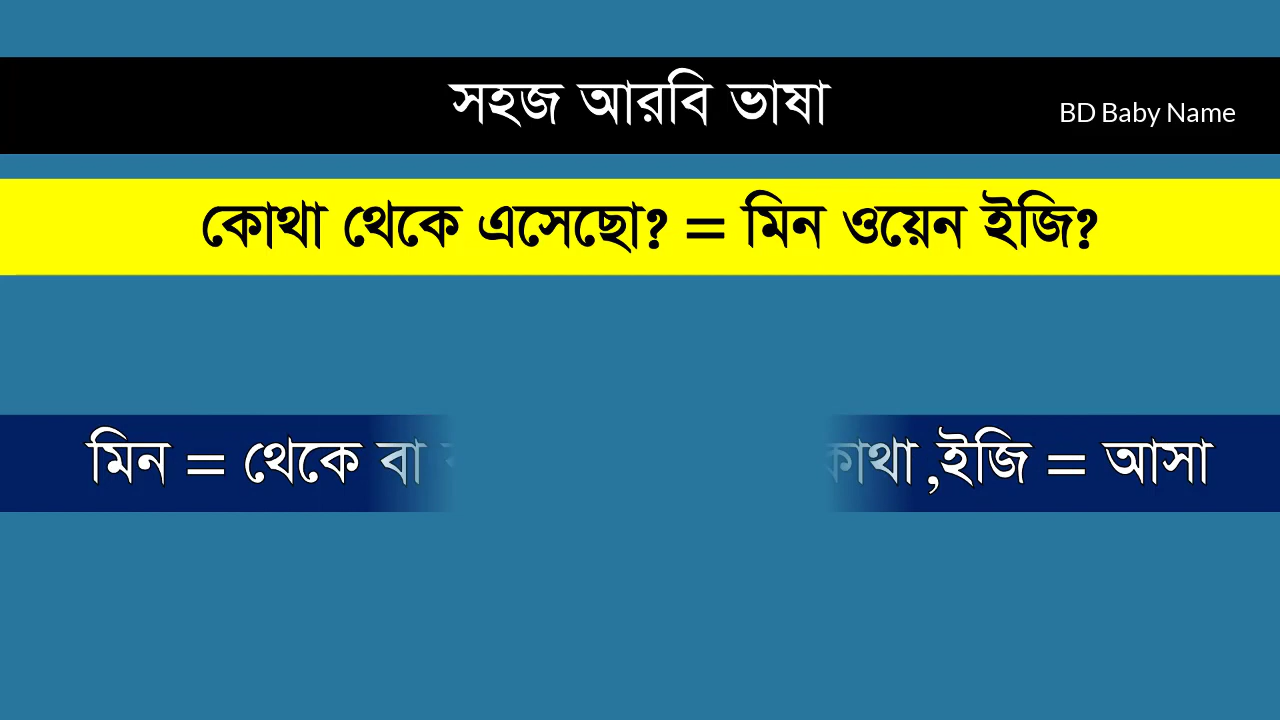 সহজ আরবি ভাষা
BD Baby Name
কোথা থেকে এসেছো? = মিন ওয়েন ইজি?
মিন = থেকে বা
,ইজি = আসা